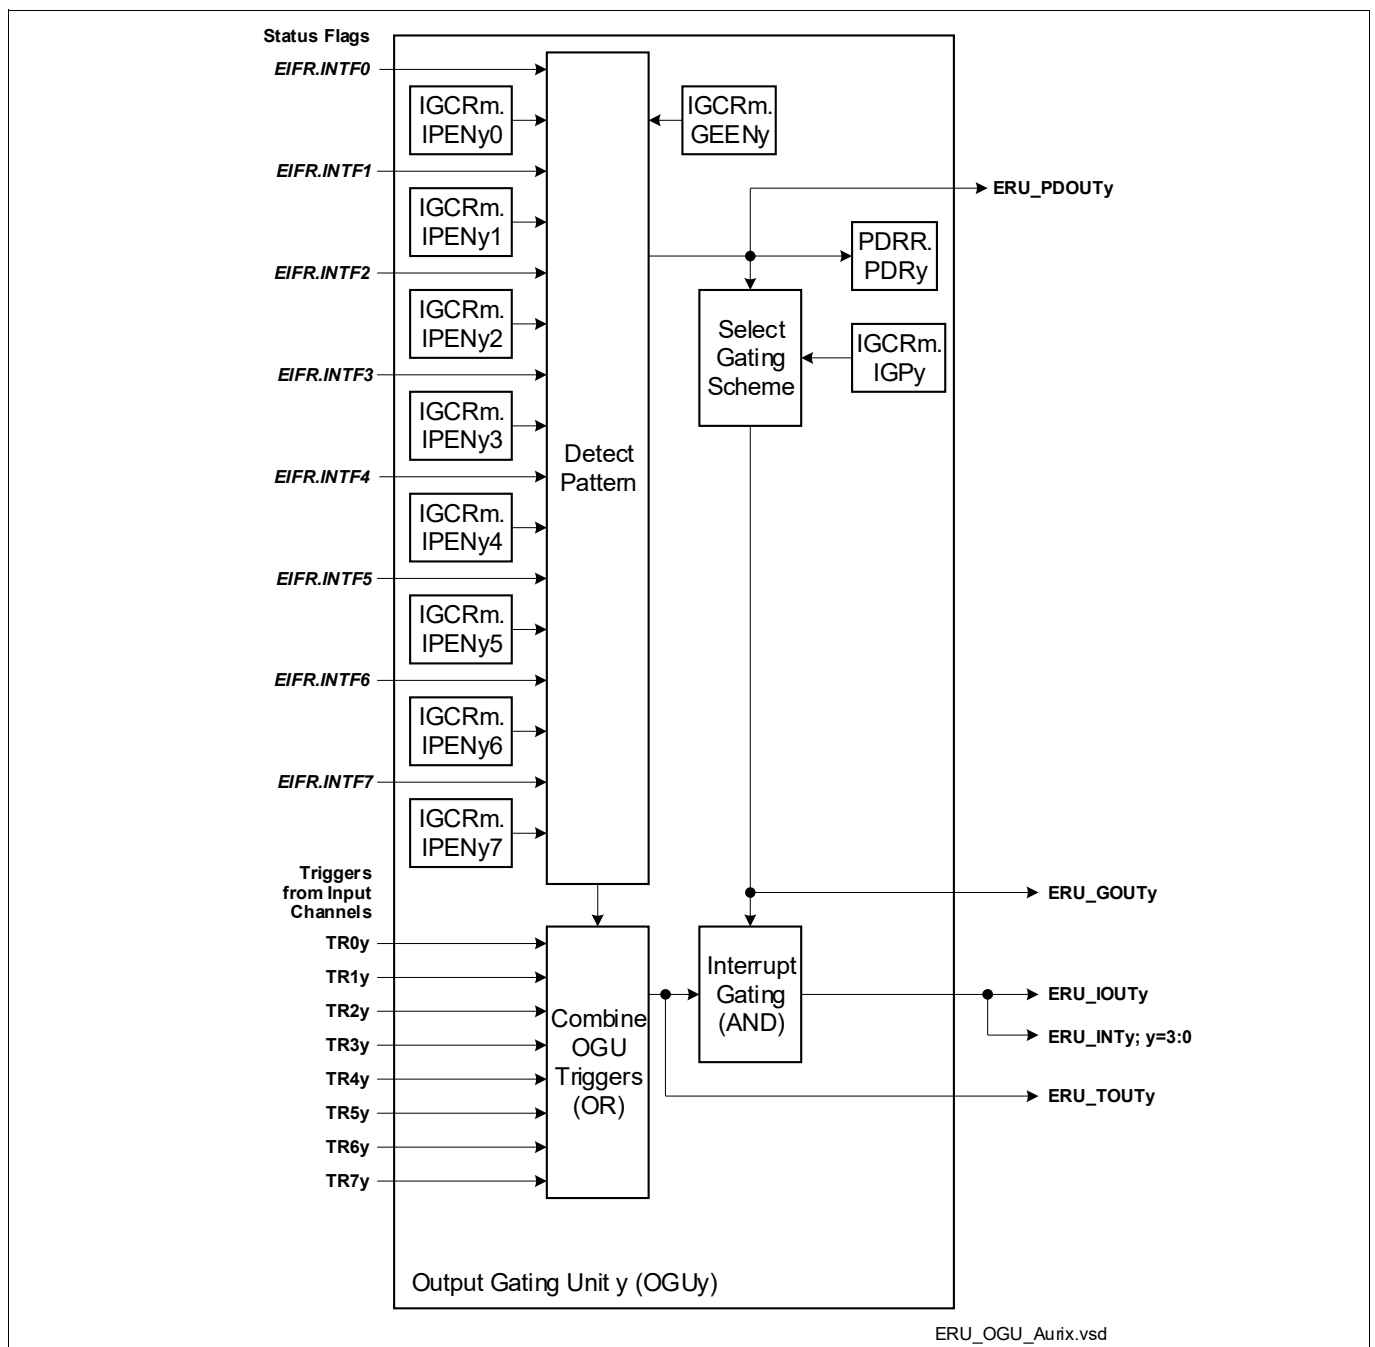 Status Flags
EIFR.INTF0
IGCRm.
IPENy0
IGCRm.
GEENy
EIFR.INTF1
ERU_PDOUTy
IGCRm.
IPENy1
PDRR.
PDRy
EIFR.INTF2
IGCRm.
IPENy2
Select
Gating
Scheme
IGCRm.
IGPy
EIFR.INTF3
IGCRm.
IPENy3
Detect
Pattern
EIFR.INTF4
IGCRm.
IPENy4
EIFR.INTF5
IGCRm.
IPENy5
EIFR.INTF6
IGCRm.
IPENy6
EIFR.INTF7
IGCRm.
IPENy7
Triggers
from Input
Channels
ERU_GOUTy
TR0y
TR1y
TR2y
TR3y
TR4y
TR5y
TR6y
TR7y
Combine
OGU
Triggers
(OR)
Interrupt
Gating
(AND)
ERU_IOUTy
ERU_INTy; y=3:0
ERU_TOUTy
Output Gating Unit y (OGUy)
ERU_OGU_Aurix.vsd